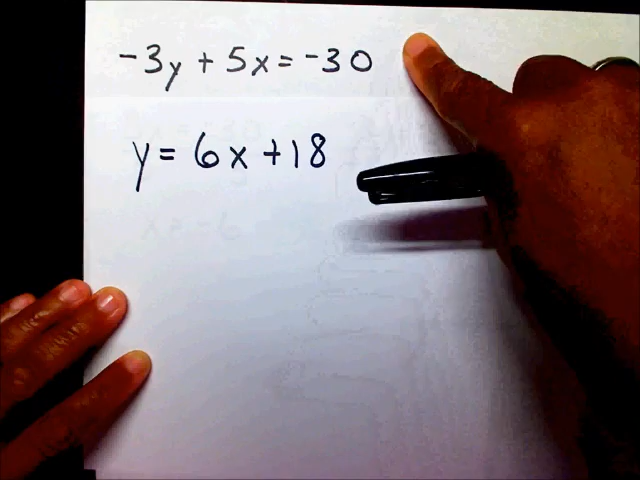 -3y + 5x = -30
y = 6x + 18